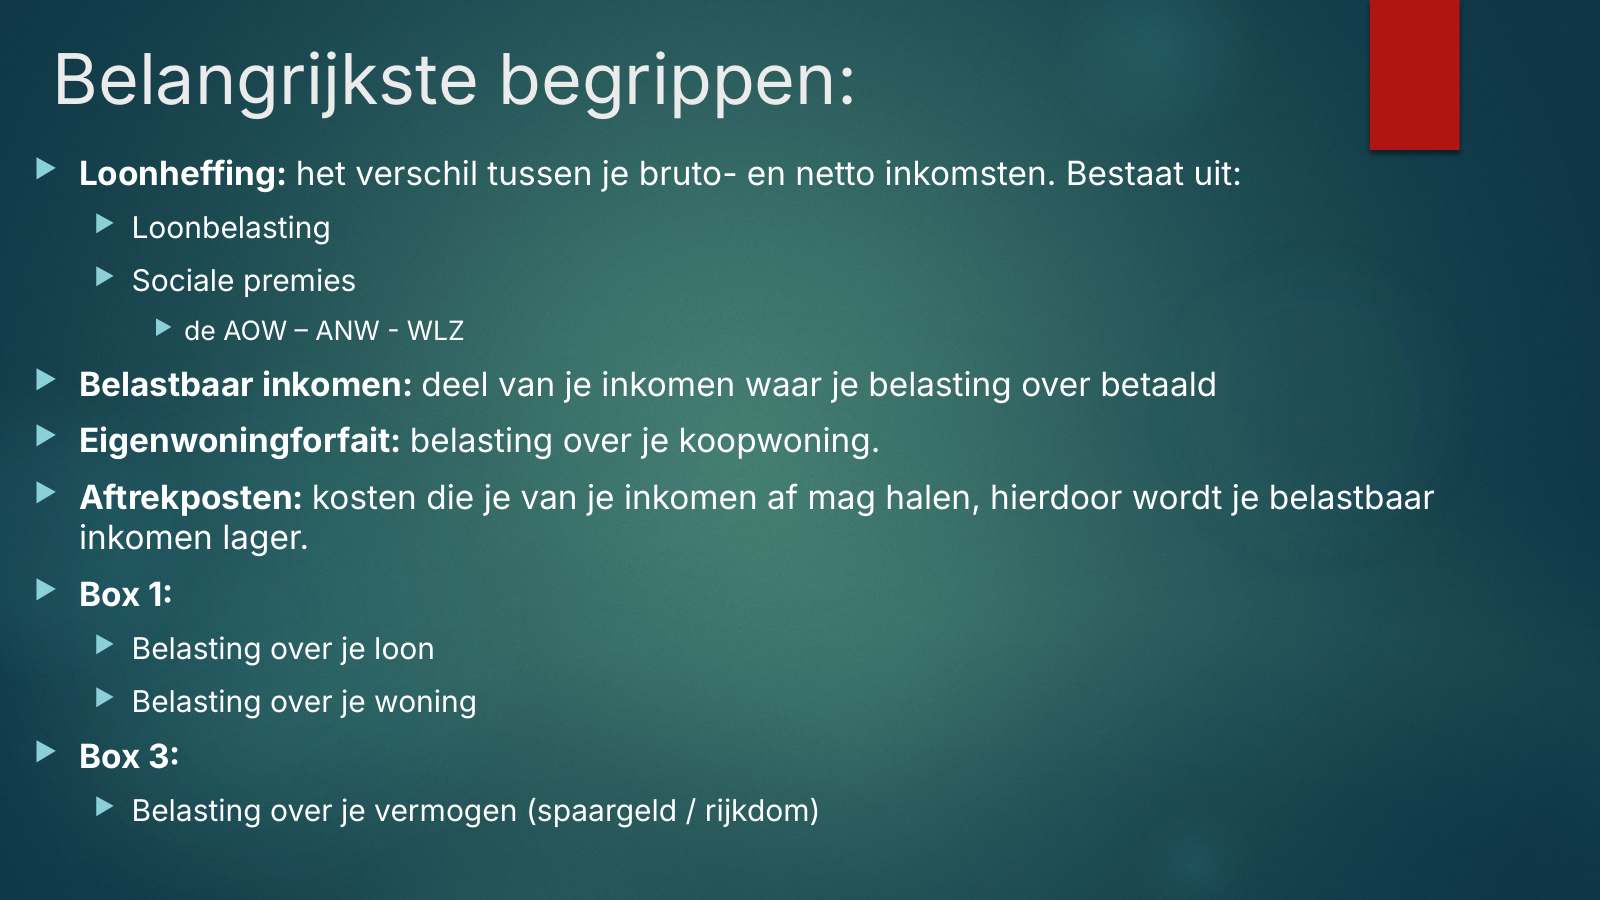 Belangrijkste begrippen:
Loonheffing: het verschil tussen je bruto- en netto inkomsten. Bestaat uit:
Loonbelasting
Sociale premies
de AOW – ANW - WLZ
Belastbaar inkomen: deel van je inkomen waar je belasting over betaald
Eigenwoningforfait: belasting over je koopwoning.
Aftrekposten: kosten die je van je inkomen af mag halen, hierdoor wordt je belastbaar
inkomen lager.
Box 1:
Belasting over je loon
Belasting over je woning
Box 3:
Belasting over je vermogen (spaargeld / rijkdom)